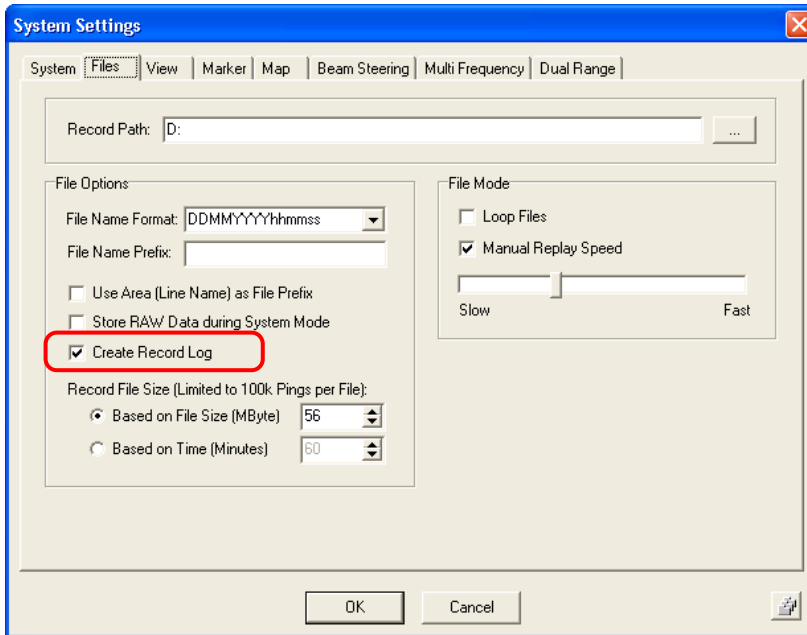 System Settings
System Files View Marker Map Beam Steering Multi Frequency Dual Range
Record Path: D: ...
File Options
File Name Format: DDMMYYYYhhmmss
File Name Prefix:
Use Area (Line Name) as File Prefix
Store RAW Data during System Mode
Create Record Log
Record File Size (Limited to 100k Pings per File):
Based on File Size (MByte) 56
Based on Time (Minutes) 60
File Mode
Loop Files
Manual Replay Speed
Slow Fast
OK Cancel